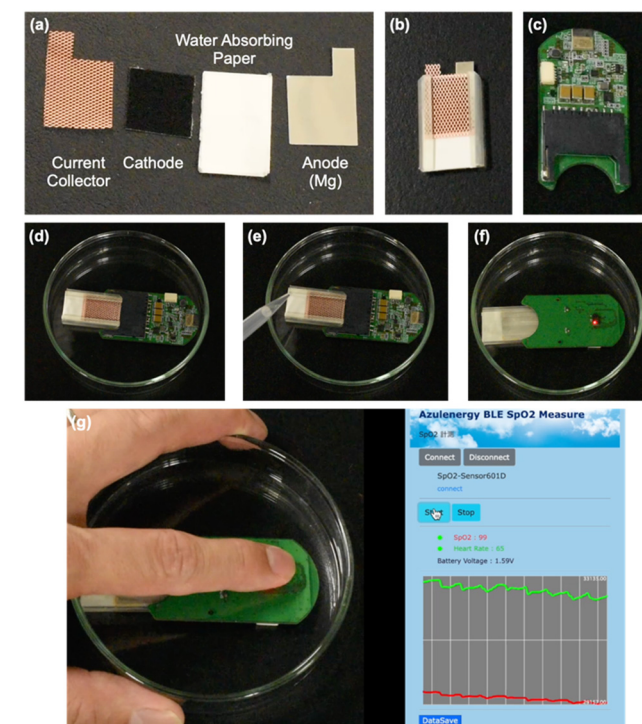 (a)
Water Absorbing
Paper
Current
Collector
Cathode
Anode
(Mg)
(b)
(c)
(d)
(e)
(f)
(g)
Azulenergy BLE SpO2 Measure
SpO2 計測
Connect
Disconnect
SpO2-Sensor601D
connect
Stop
SpO2 : 99
Heart Rate : 65
Battery Voltage : 1.59V
DataSave